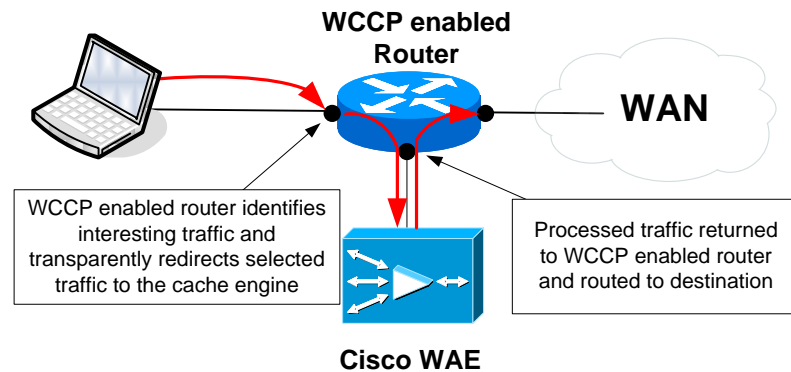 WCCP enabled
Router
WAN
WCCP enabled router identifies
interesting traffic and
transparently redirects selected
traffic to the cache engine
Processed traffic returned
to WCCP enabled router
and routed to destination
Cisco WAE